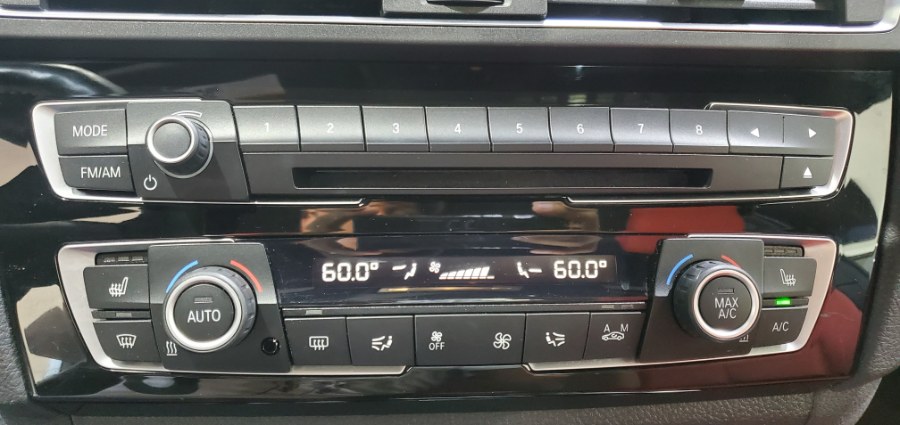 MODE
1 2 3 4 5 6 7 8
FM/AM
60.0° 60.0°
AUTO
MAX
A/C
OFF
A M
A/C